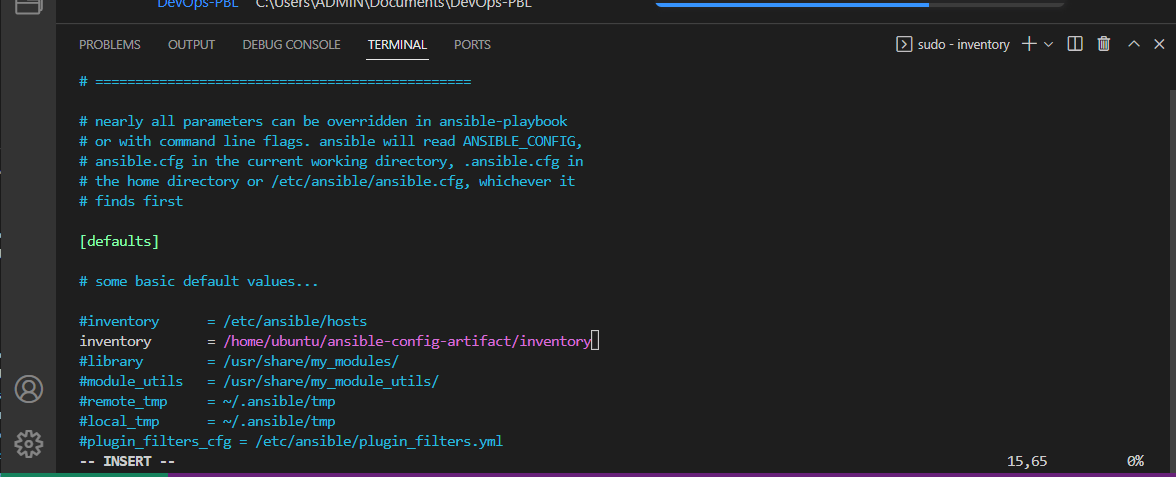 DevOps-PBL C:\Users\ADMIN\Documents\DevOps-PBL
PROBLEMS OUTPUT DEBUG CONSOLE TERMINAL PORTS sudo - inventory
# ===============================================
# nearly all parameters can be overridden in ansible-playbook
# or with command line flags. ansible will read ANSIBLE_CONFIG,
# ansible.cfg in the current working directory, .ansible.cfg in
# the home directory or /etc/ansible/ansible.cfg, whichever it
# finds first
[defaults]
# some basic default values...
#inventory      = /etc/ansible/hosts
inventory       = /home/ubuntu/ansible-config-artifact/inventory
#library        = /usr/share/my_modules/
#module_utils   = /usr/share/my_module_utils/
#remote_tmp     = ~/.ansible/tmp
#local_tmp      = ~/.ansible/tmp
#plugin_filters_cfg = /etc/ansible/plugin_filters.yml
-- INSERT -- 15,65 0%